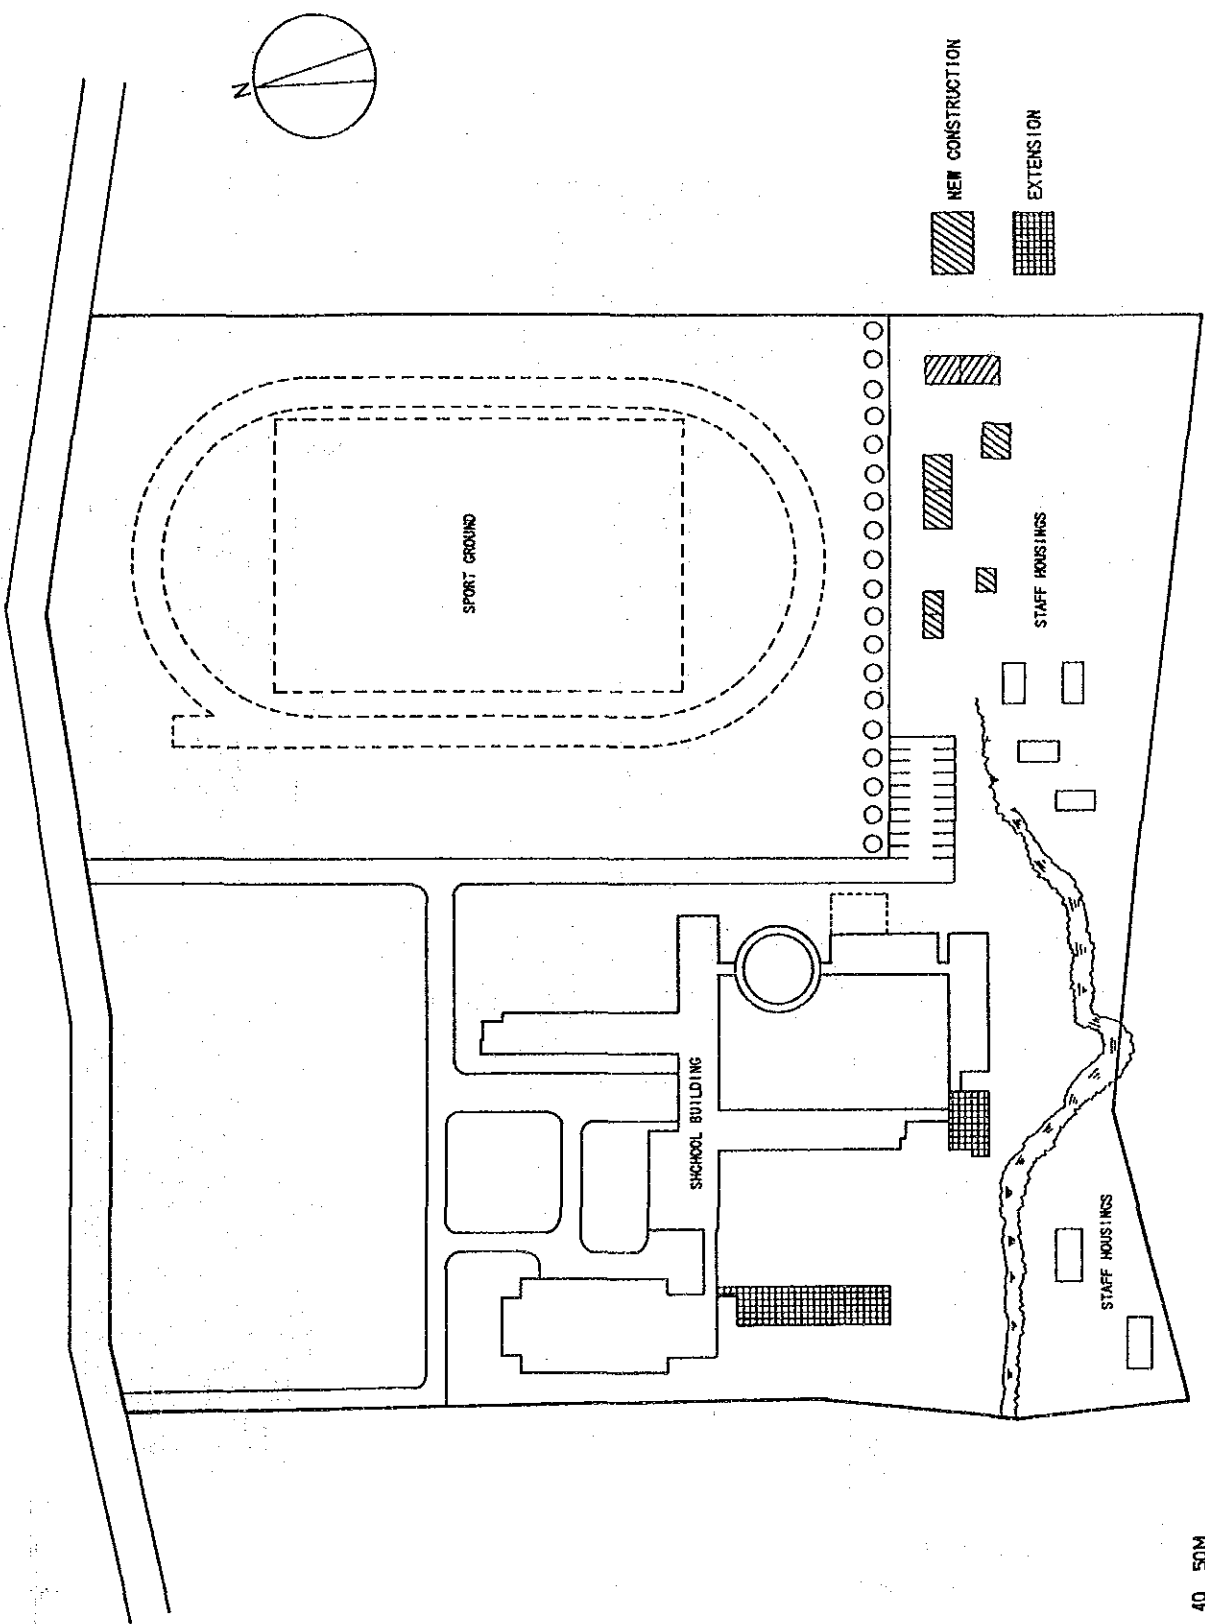 N
NEW CONSTRUCTION
EXTENSION
SPORT GROUND
STAFF HOUSINGS
SHCHOOL BUILDING
STAFF HOUSINGS
40 50M